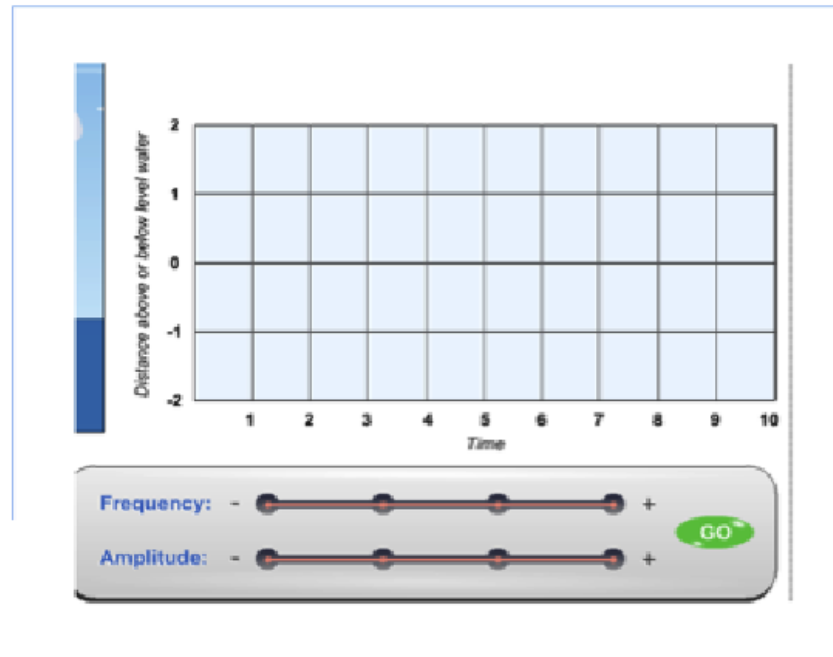 2
1
0
-1
-2
Distance above or below level water
1 2 3 4 5 6 7 8 9 10
Time
Frequency: - +
GO
Amplitude: - +